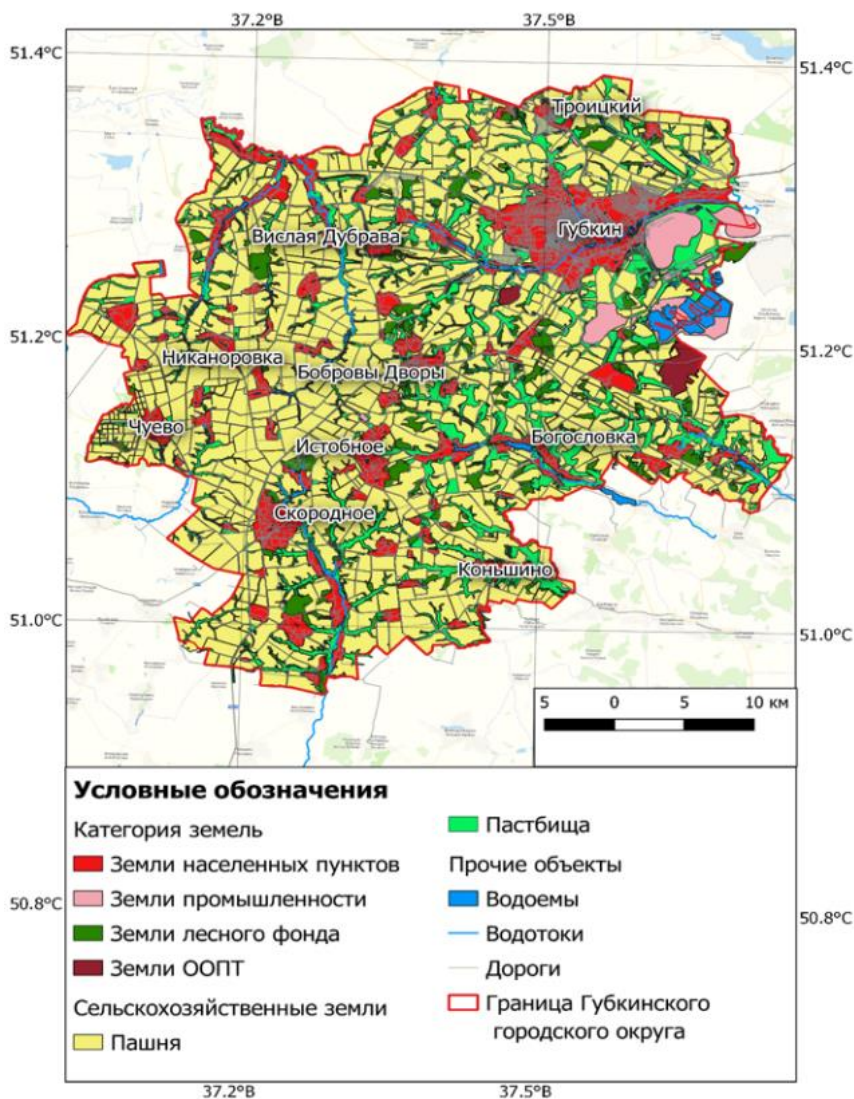 37.2°В
37.5°В
51.4°С
51.4°С
Троицкий
Губкин
Вислая Дубрава
51.2°С
51.2°С
Никаноровка
Бобровы Дворы
Чуево
Истобное
Богословка
Скородное
Коньшино
51.0°С
51.0°С
5 0 5 10 км
Условные обозначения
Категория земель
Земли населенных пунктов
Земли промышленности
Земли лесного фонда
Земли ООПТ
Сельскохозяйственные земли
Пашня
Пастбища
Прочие объекты
Водоемы
Водотоки
Дороги
Граница Губкинского
городского округа
50.8°С
50.8°С
37.2°В
37.5°В